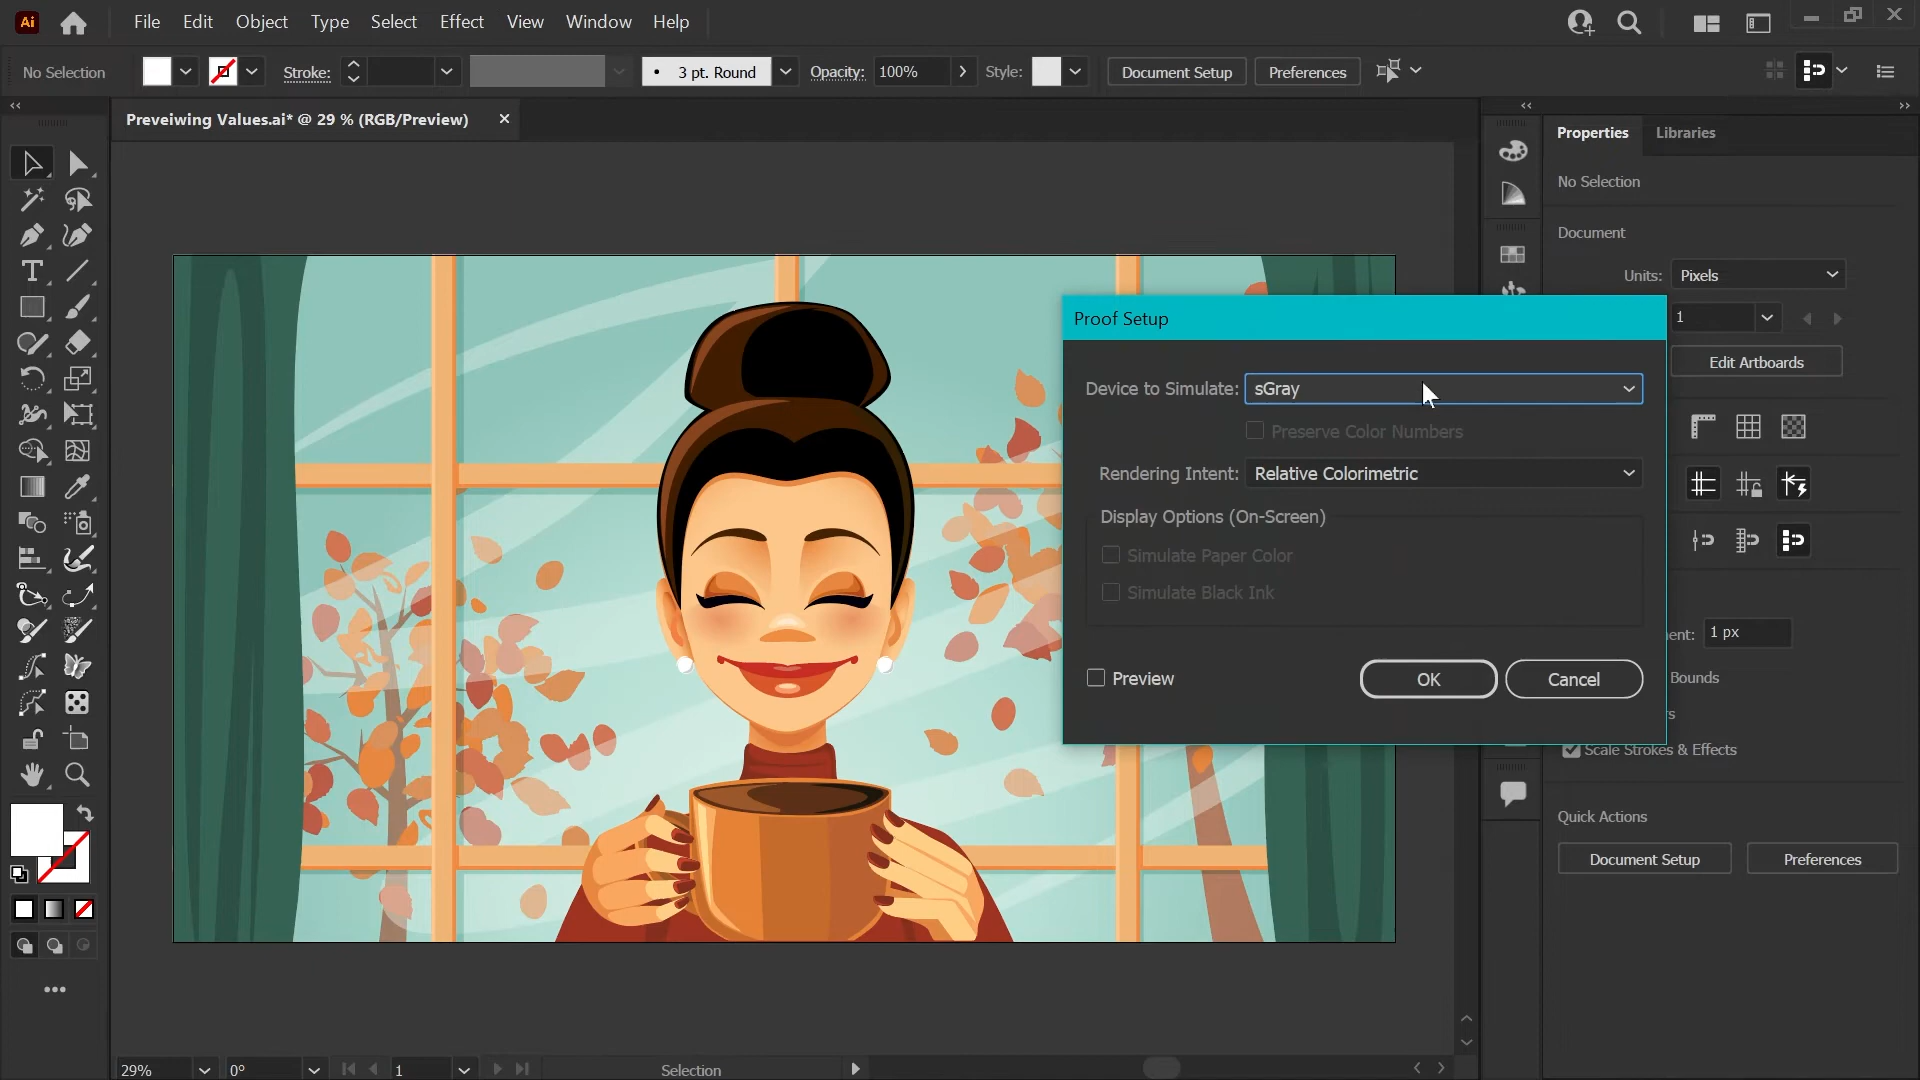 Ai File Edit Object Type Select Effect View Window Help
No Selection Stroke: 3 pt. Round Opacity: 100% Style: Document Setup Preferences
Preveiwing Values.ai* @ 29 % (RGB/Preview)
Properties Libraries
No Selection
Document
Units: Pixels
1
Edit Artboards
Proof Setup
Device to Simulate: sGray
Preserve Color Numbers
Rendering Intent: Relative Colorimetric
Display Options (On-Screen)
Simulate Paper Color
Simulate Black Ink
Preview OK Cancel
ent: 1 px
Bounds
s
Scale Strokes & Effects
Quick Actions
Document Setup Preferences
29% 0° 1 Selection